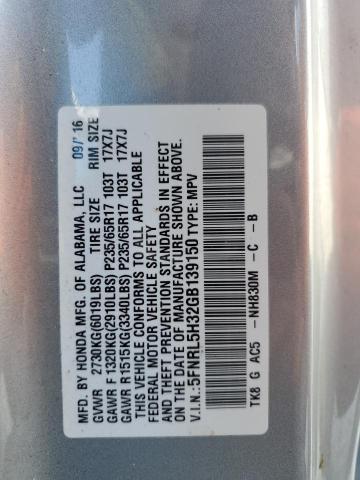 MFD. BY HONDA MFG. OF ALABAMA, LLC 09/'16
GVWR 2730KG(6019LBS) TIRE SIZE RIM SIZE
GAWR F 1320KG(2910LBS) P235/65R17 103T 17X7J
GAWR R1515KG(3340LBS) P235/65R17 103T 17X7J
THIS VEHICLE CONFORMS TO ALL APPLICABLE
FEDERAL MOTOR VEHICLE SAFETY
AND THEFT PREVENTION STANDARDS IN EFFECT
ON THE DATE OF MANUFACTURE SHOWN ABOVE.
V.I.N.:5FNRL5H32GB139150 TYPE: MPV
TK8 G AC5 - NH830M - C - B